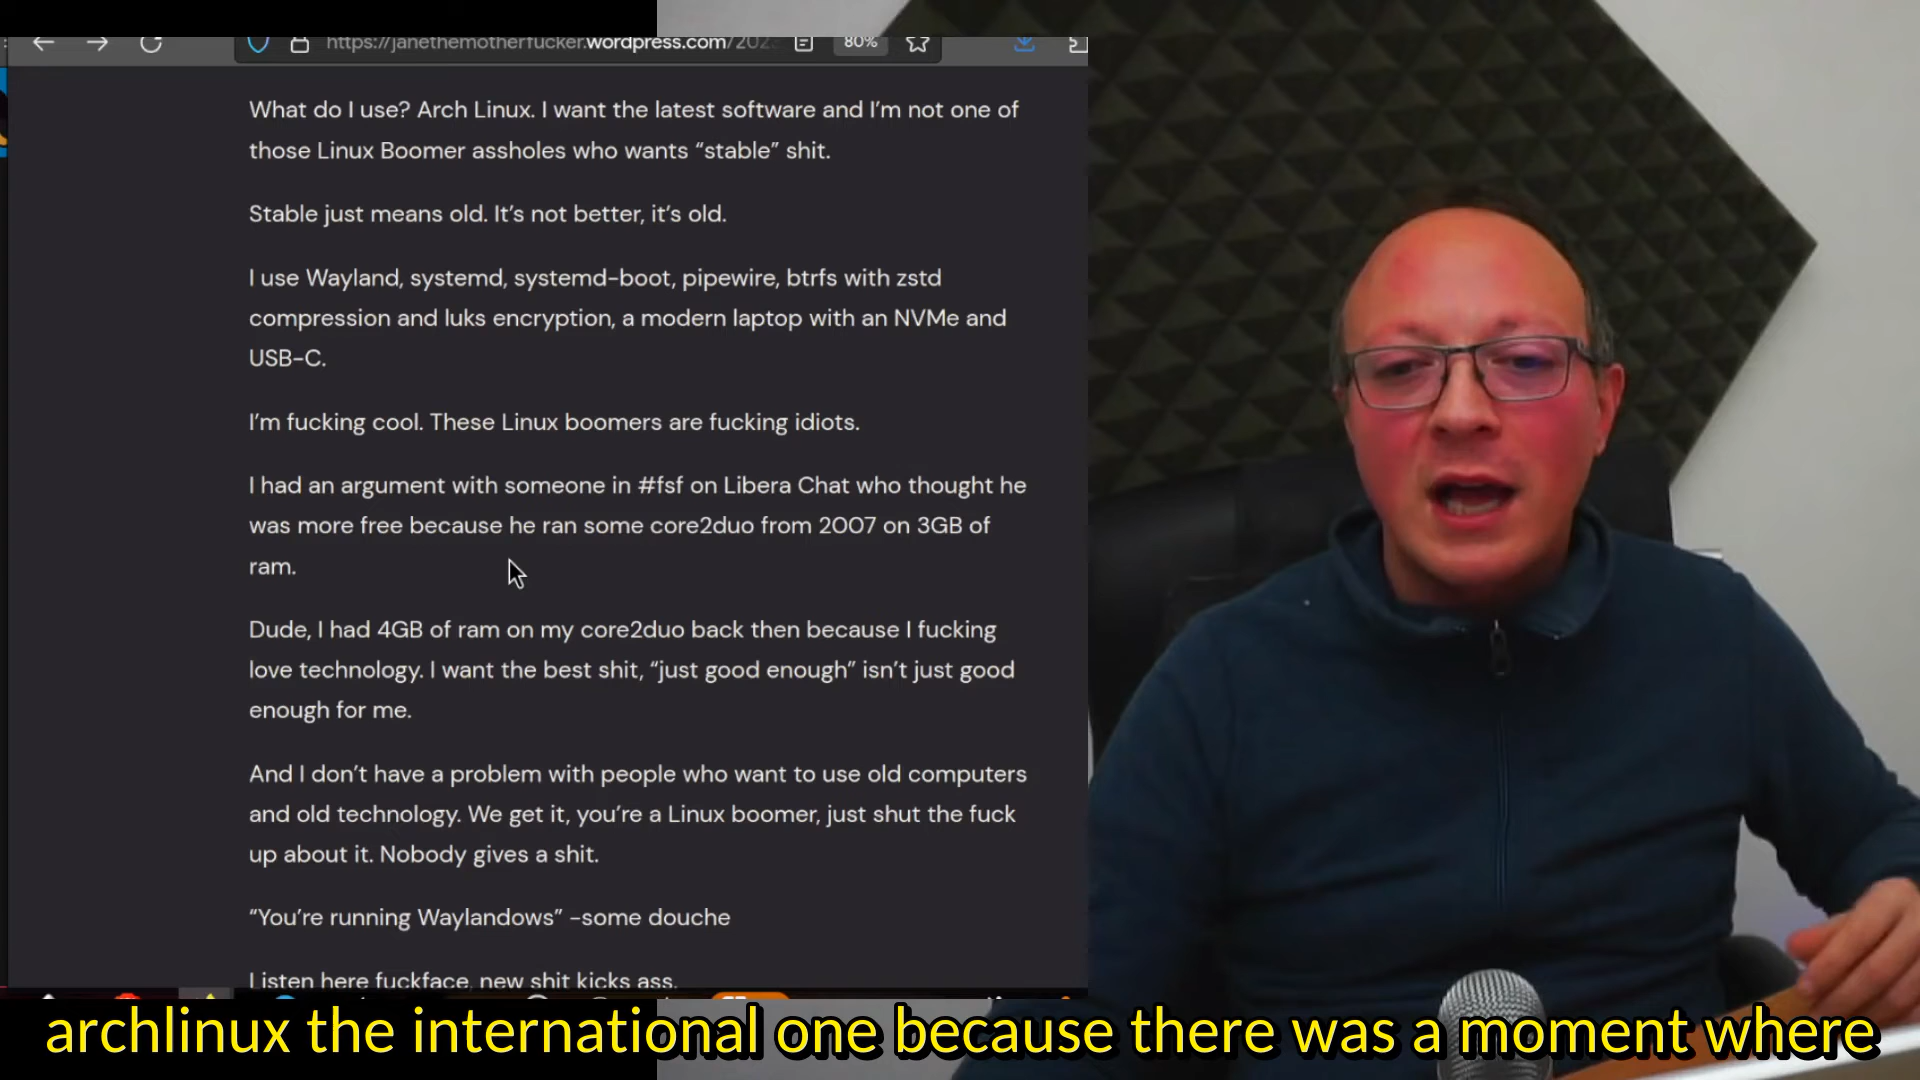 https://janethemotherfucker.wordpress.com/202
80%
What do I use? Arch Linux. I want the latest software and I’m not one of
those Linux Boomer assholes who wants “stable” shit.
Stable just means old. It’s not better, it’s old.
I use Wayland, systemd, systemd-boot, pipewire, btrfs with zstd
compression and luks encryption, a modern laptop with an NVMe and
USB-C.
I’m fucking cool. These Linux boomers are fucking idiots.
I had an argument with someone in #fsf on Libera Chat who thought he
was more free because he ran some core2duo from 2007 on 3GB of
ram.
Dude, I had 4GB of ram on my core2duo back then because I fucking
love technology. I want the best shit, “just good enough” isn’t just good
enough for me.
And I don’t have a problem with people who want to use old computers
and old technology. We get it, you’re a Linux boomer, just shut the fuck
up about it. Nobody gives a shit.
“You’re running Waylandows” -some douche
Listen here fuckface, new shit kicks ass.
archlinux the international one because there was a moment where